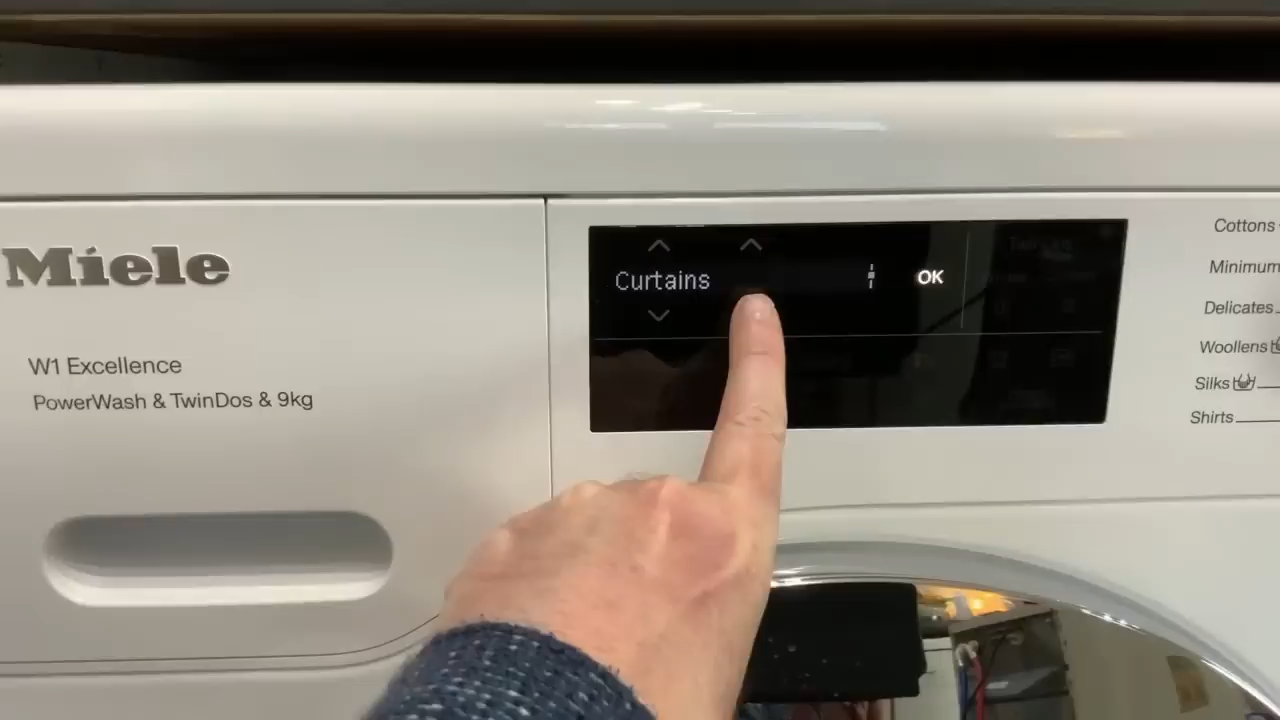 Miele
W1 Excellence
PowerWash & TwinDos & 9kg
Curtains
OK
Cottons
Minimum
Delicates
Woollens
Silks
Shirts